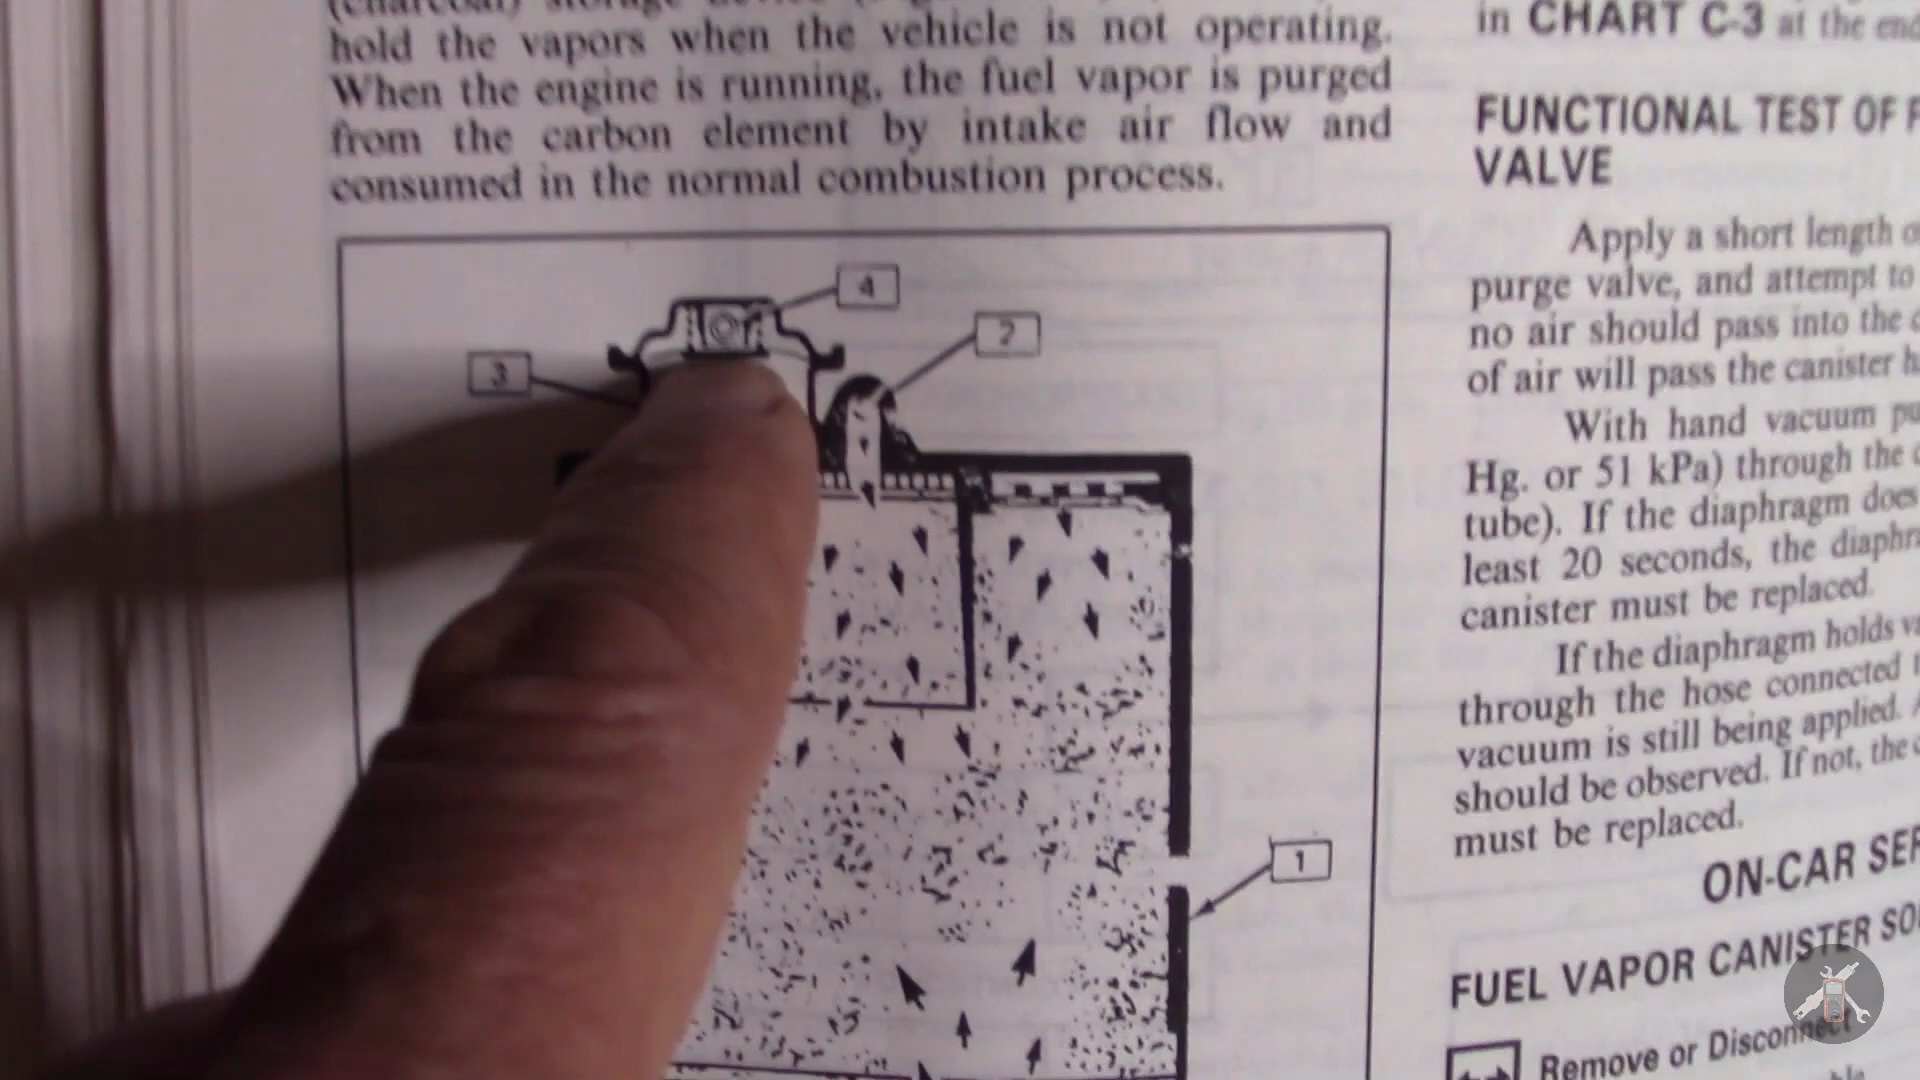 (charcoal) storage
hold the vapors when the vehicle is not operating.
When the engine is running, the fuel vapor is purged
from the carbon element by intake air flow and
consumed in the normal combustion process.
4
2
3
1
in CHART C-3 at the end
FUNCTIONAL TEST OF
VALVE
Apply a short length
purge valve, and attempt to
no air should pass into the
of air will pass the canister
With hand vacuum
Hg. or 51 kPa) through the
tube). If the diaphragm does
least 20 seconds, the
canister must be replaced.
If the diaphragm holds
through the hose connected
vacuum is still being applied.
should be observed. If not, the
must be replaced.
ON-CAR
FUEL VAPOR CANISTER
Remove or Disconnect